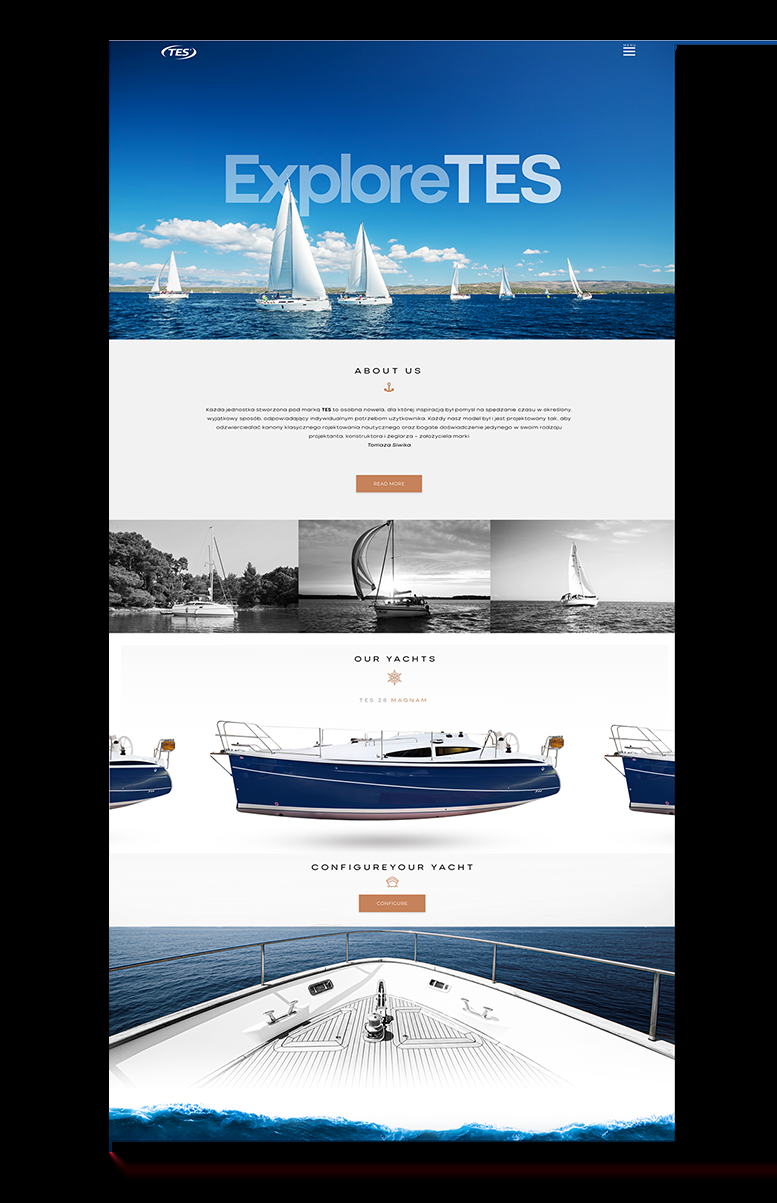 TES
MENU
ExploreTES
ABOUT US
Każda jednostka stworzona pod marką TES to osobna nowela, dla której inspiracją był pomysł na spędzanie czasu w określony,
wyjątkowy sposób, odpowiadający indywidualnym potrzebom użytkownika. Każdy nasz model był i jest projektowany tak, aby
odzwierciedlać kanony klasycznego rojektowania nautycznego oraz bogate doświadczenie jedynego w swoim rodzaju
projektanta, konstruktora i żeglarza – założyciela marki
Tomaza Siwika.
READ MORE
OUR YACHTS
TES 28 MAGNAM
CONFIGUREYOUR YACHT
CONFIGURE